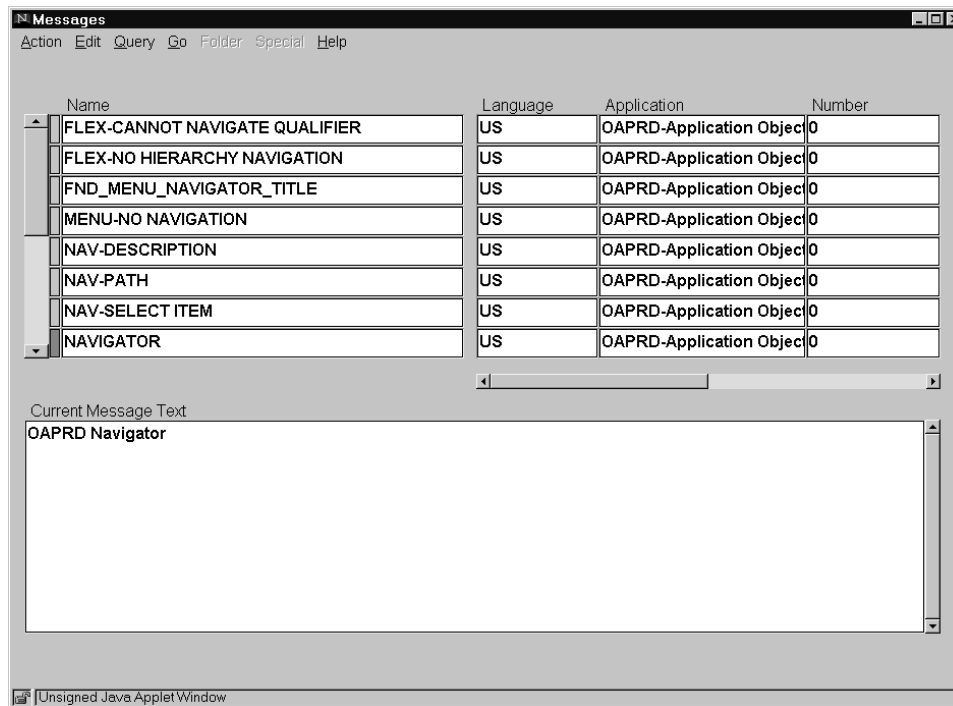 Messages
Action Edit Query Go Folder Special Help
Name Language Application Number
FLEX-CANNOT NAVIGATE QUALIFIER US OAPRD-Application Object 0
FLEX-NO HIERARCHY NAVIGATION US OAPRD-Application Object 0
FND_MENU_NAVIGATOR_TITLE US OAPRD-Application Object 0
MENU-NO NAVIGATION US OAPRD-Application Object 0
NAV-DESCRIPTION US OAPRD-Application Object 0
NAV-PATH US OAPRD-Application Object 0
NAV-SELECT ITEM US OAPRD-Application Object 0
NAVIGATOR US OAPRD-Application Object 0
Current Message Text
OAPRD Navigator
Unsigned Java Applet Window